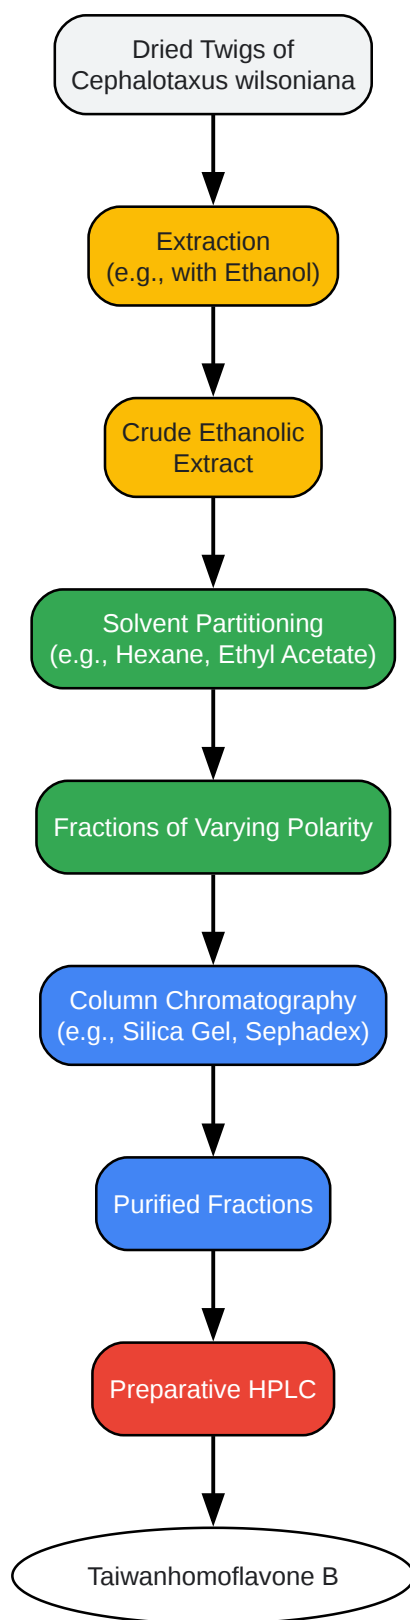 Dried Twigs of
Cephalotaxus wilsoniana
Extraction
(e.g., with Ethanol)
Crude Ethanolic
Extract
Solvent Partitioning
(e.g., Hexane, Ethyl Acetate)
Fractions of Varying Polarity
Column Chromatography
(e.g., Silica Gel, Sephadex)
Purified Fractions
Preparative HPLC
Taiwanhomoflavone B